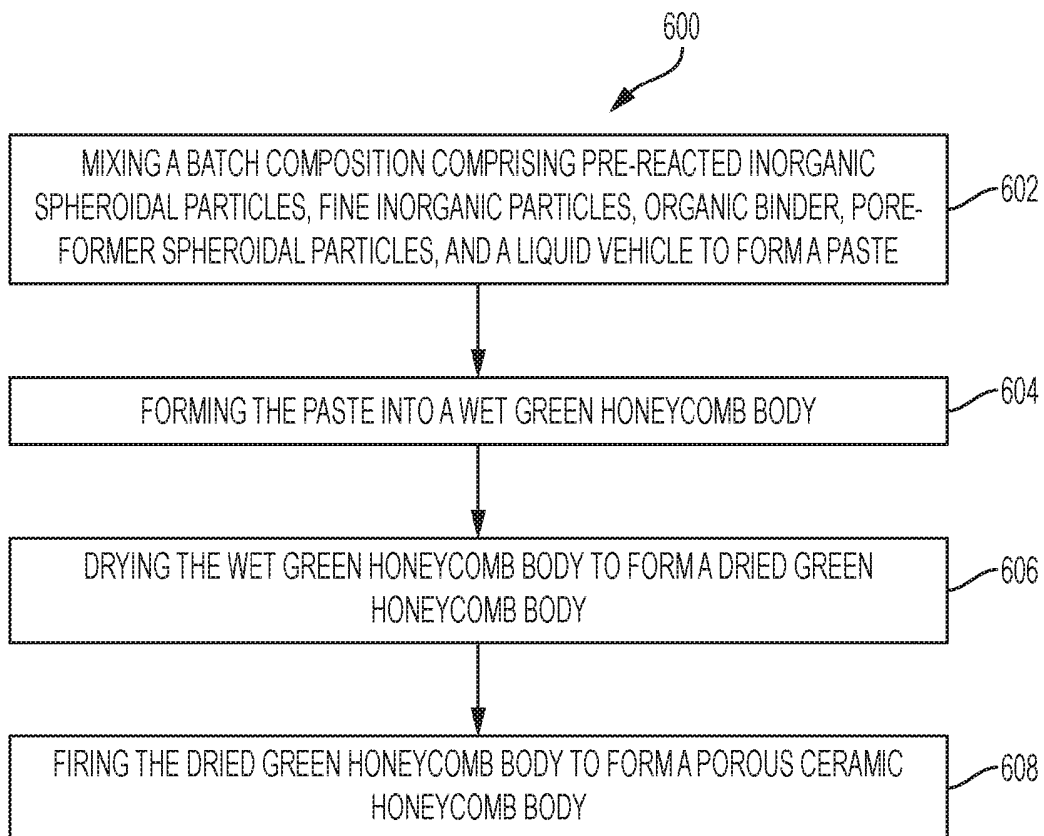 600
MIXING A BATCH COMPOSITION COMPRISING PRE-REACTED INORGANIC
SPHEROIDAL PARTICLES, FINE INORGANIC PARTICLES, ORGANIC BINDER, PORE-
FORMER SPHEROIDAL PARTICLES, AND A LIQUID VEHICLE TO FORM A PASTE
602
FORMING THE PASTE INTO A WET GREEN HONEYCOMB BODY
604
DRYING THE WET GREEN HONEYCOMB BODY TO FORM A DRIED GREEN
HONEYCOMB BODY
606
FIRING THE DRIED GREEN HONEYCOMB BODY TO FORM A POROUS CERAMIC
HONEYCOMB BODY
608